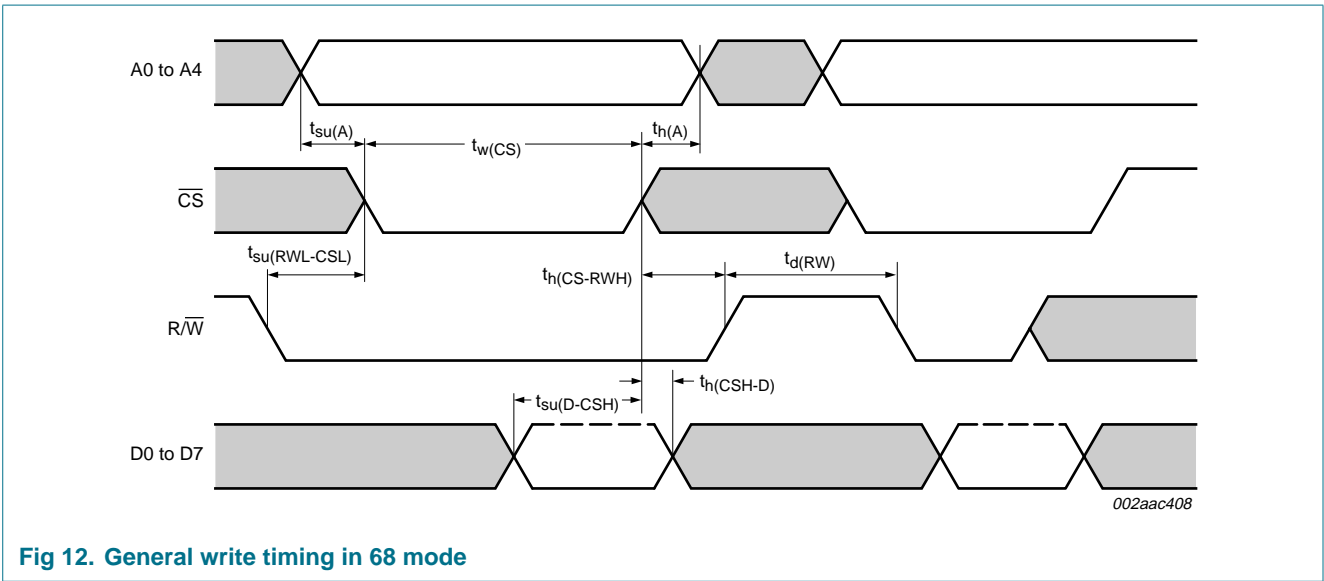 A0 to A4
tsu(A)
tw(CS)
th(A)
C̅S̅
tsu(RWL-CSL)
th(CS-RWH)
td(RW)
R/W̅
tsu(D-CSH)
th(CSH-D)
D0 to D7
002aac408
Fig 12. General write timing in 68 mode